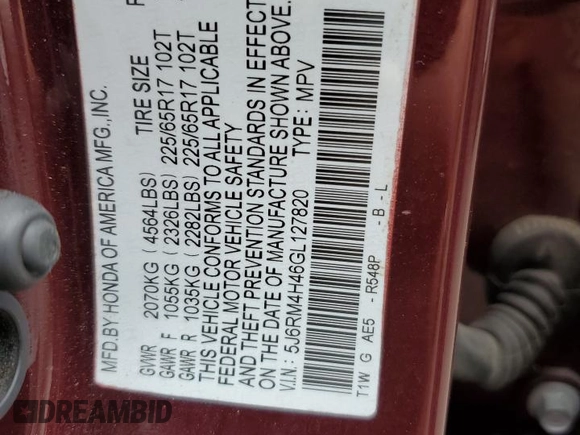 MFD.BY HONDA OF AMERICA MFG.,INC.
TIRE SIZE
GVWR 2070KG ( 4564LBS)
GAWR F 1055KG ( 2326LBS) 225/65R17 102T
GAWR R 1035KG ( 2282LBS) 225/65R17 102T
THIS VEHICLE CONFORMS TO ALL APPLICABLE
FEDERAL MOTOR VEHICLE SAFETY
AND THEFT PREVENTION STANDARDS IN EFFECT
ON THE DATE OF MANUFACTURE SHOWN ABOVE.
V.I.N.: 5J6RM4H46GL127820 TYPE: MPV
T1W G AE5 - R548P - B - L
DREAMBID